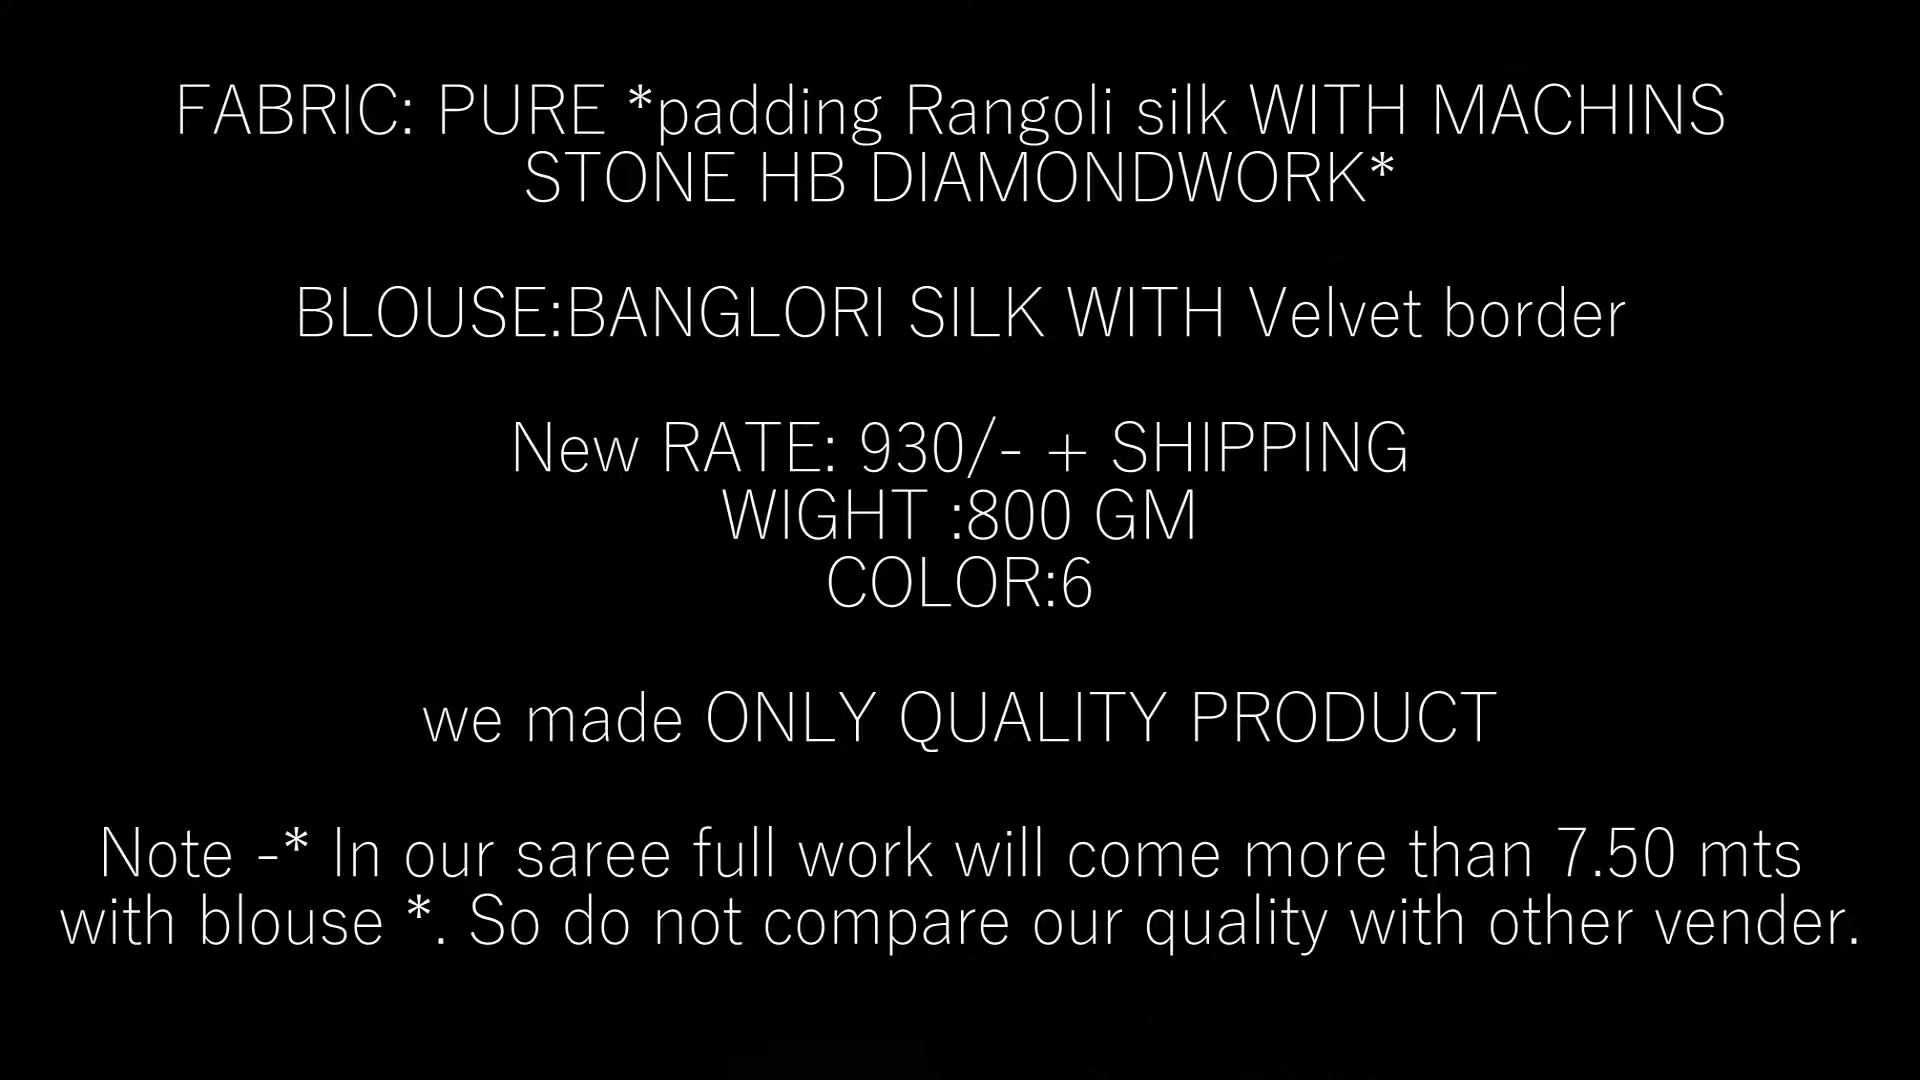 FABRIC: PURE *padding Rangoli silk WITH MACHINS
STONE HB DIAMONDWORK*
BLOUSE:BANGLORI SILK WITH Velvet border
New RATE: 930/- + SHIPPING
WIGHT :800 GM
COLOR:6
we made ONLY QUALITY PRODUCT
Note -* In our saree full work will come more than 7.50 mts
with blouse *. So do not compare our quality with other vender.